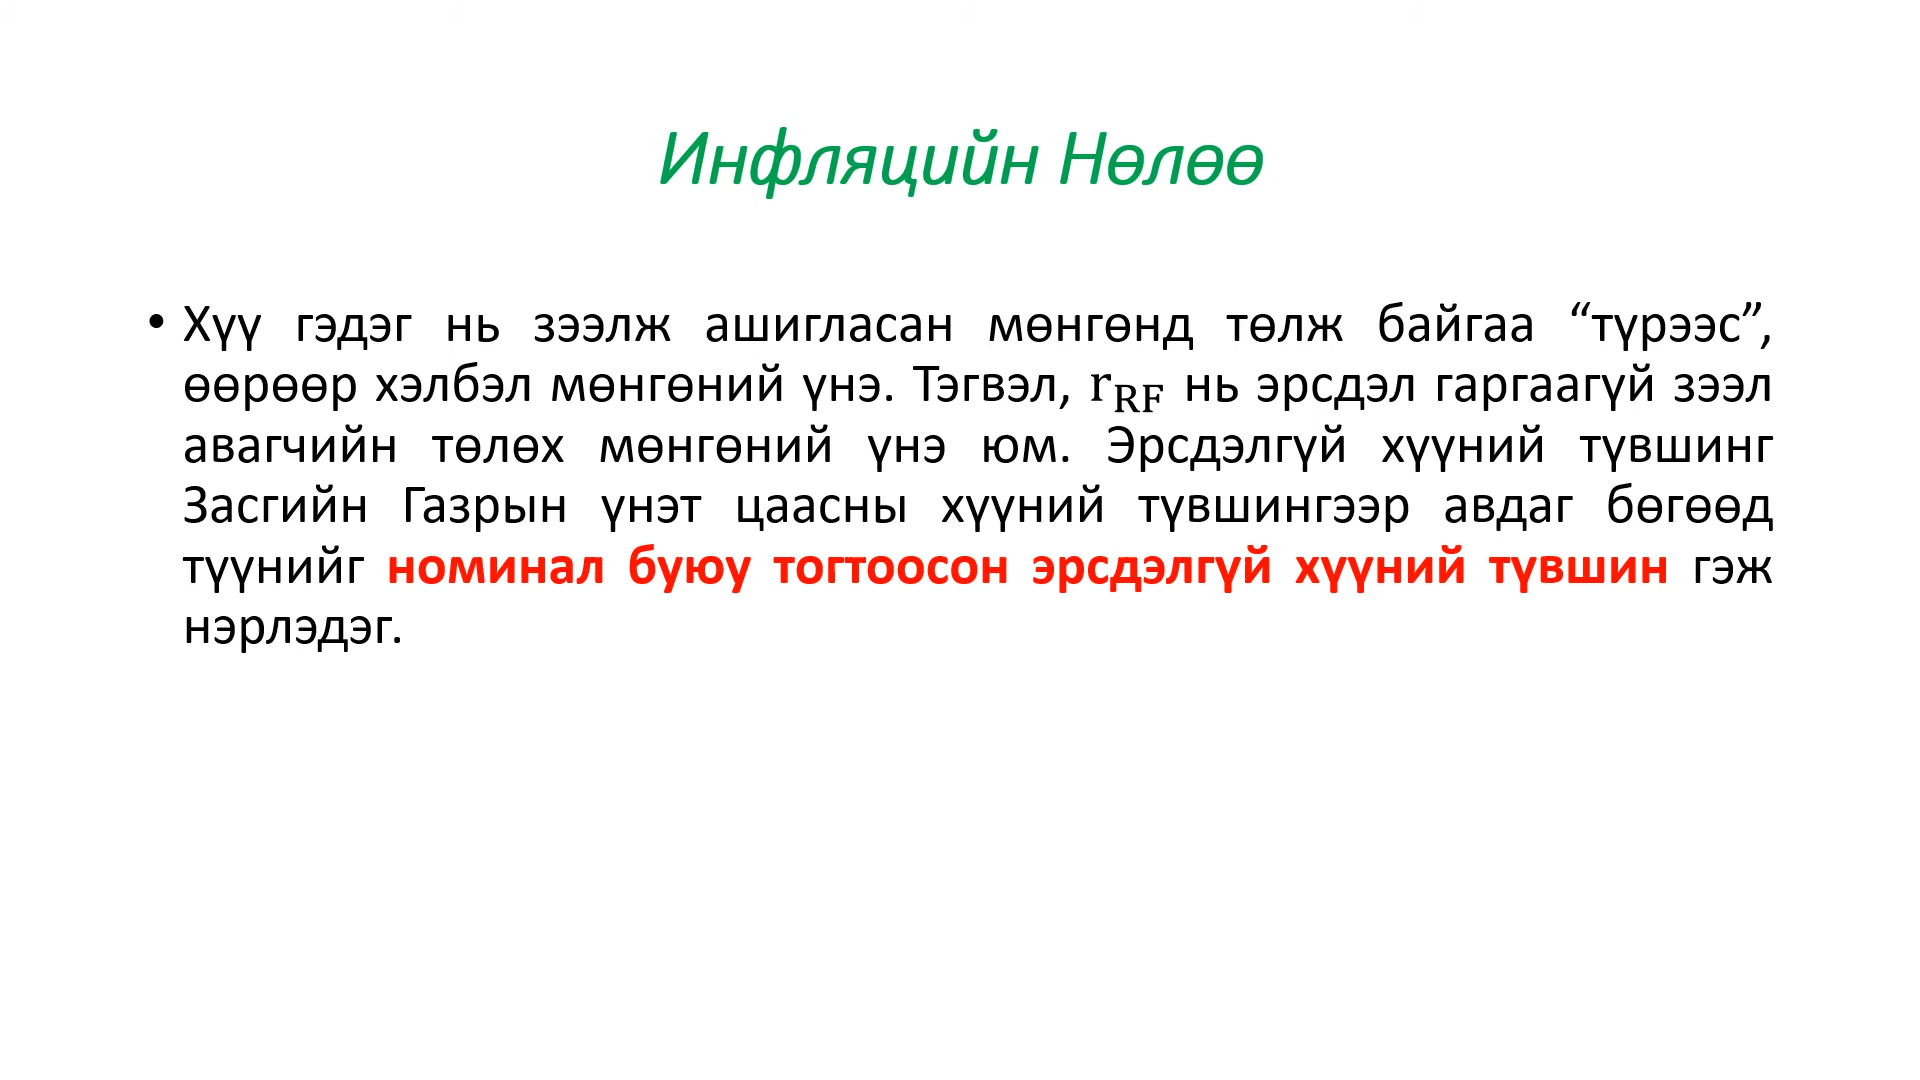 Инфляцийн Нөлөө
• Хүү гэдэг нь зээлж ашигласан мөнгөнд төлж байгаа “түрээс”,
өөрөөр хэлбэл мөнгөний үнэ. Тэгвэл, r_RF нь эрсдэл гаргаагүй зээл
авагчийн төлөх мөнгөний үнэ юм. Эрсдэлгүй хүүний түвшинг
Засгийн Газрын үнэт цаасны хүүний түвшингээр авдаг бөгөөд
түүнийг номинал буюу тогтоосон эрсдэлгүй хүүний түвшин гэж
нэрлэдэг.